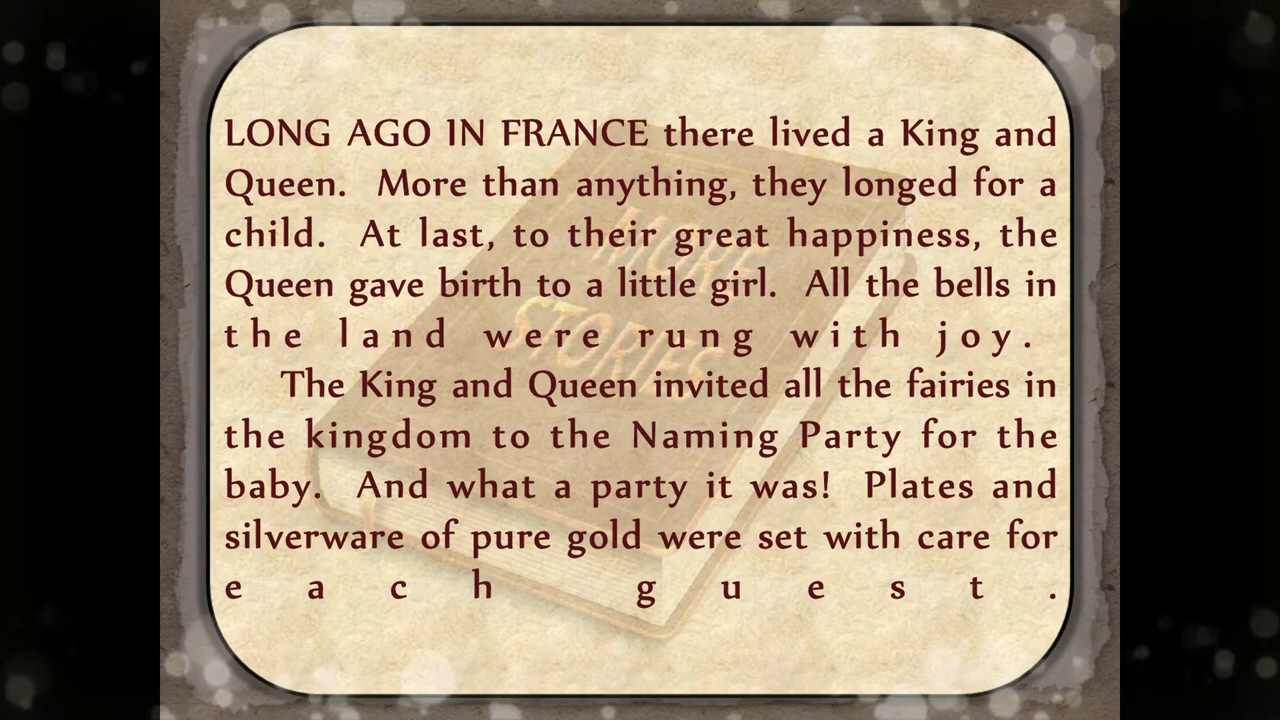 LONG AGO IN FRANCE there lived a King and
Queen. More than anything, they longed for a
child. At last, to their great happiness, the
Queen gave birth to a little girl. All the bells in
the land were rung with joy.
The King and Queen invited all the fairies in
the kingdom to the Naming Party for the
baby. And what a party it was! Plates and
silverware of pure gold were set with care for
each guest.
MORE
STORIES